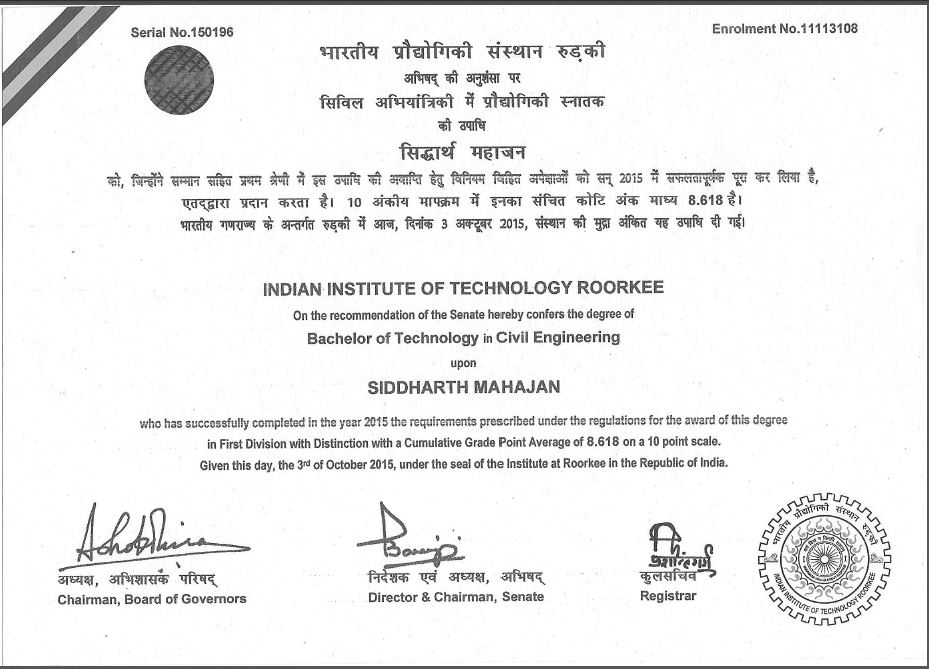 Serial No.150196
Enrolment No.11113108
भारतीय प्रौद्योगिकी संस्थान रुड़की
अभिषद् की अनुशंसा पर
सिविल अभियांत्रिकी में प्रौद्योगिकी स्नातक
की उपाधि
सिद्धार्थ महाजन
को, जिन्होंने सम्मान सहित प्रथम श्रेणी में इस उपाधि की अवाप्ति हेतु विनियम विहित अपेक्षाओं को सन् 2015 में सफलतापूर्वक पूरा कर लिया है,
एतद्द्वारा प्रदान करता है। 10 अंकीय मापक्रम में इनका संचित कोटि अंक माध्य 8.618 है।
भारतीय गणराज्य के अन्तर्गत रुड़की में आज, दिनांक 3 अक्टूबर 2015, संस्थान की मुद्रा अंकित यह उपाधि दी गई।
INDIAN INSTITUTE OF TECHNOLOGY ROORKEE
On the recommendation of the Senate hereby confers the degree of
Bachelor of Technology in Civil Engineering
upon
SIDDHARTH MAHAJAN
who has successfully completed in the year 2015 the requirements prescribed under the regulations for the award of this degree
in First Division with Distinction with a Cumulative Grade Point Average of 8.618 on a 10 point scale.
Given this day, the 3rd of October 2015, under the seal of the Institute at Roorkee in the Republic of India.
अध्यक्ष, अभिशासक परिषद्
Chairman, Board of Governors
निदेशक एवं अध्यक्ष, अभिषद्
Director & Chairman, Senate
कुलसचिव
Registrar
भारतीय प्रौद्योगिकी संस्थान रुड़की
INDIAN INSTITUTE OF TECHNOLOGY ROORKEE